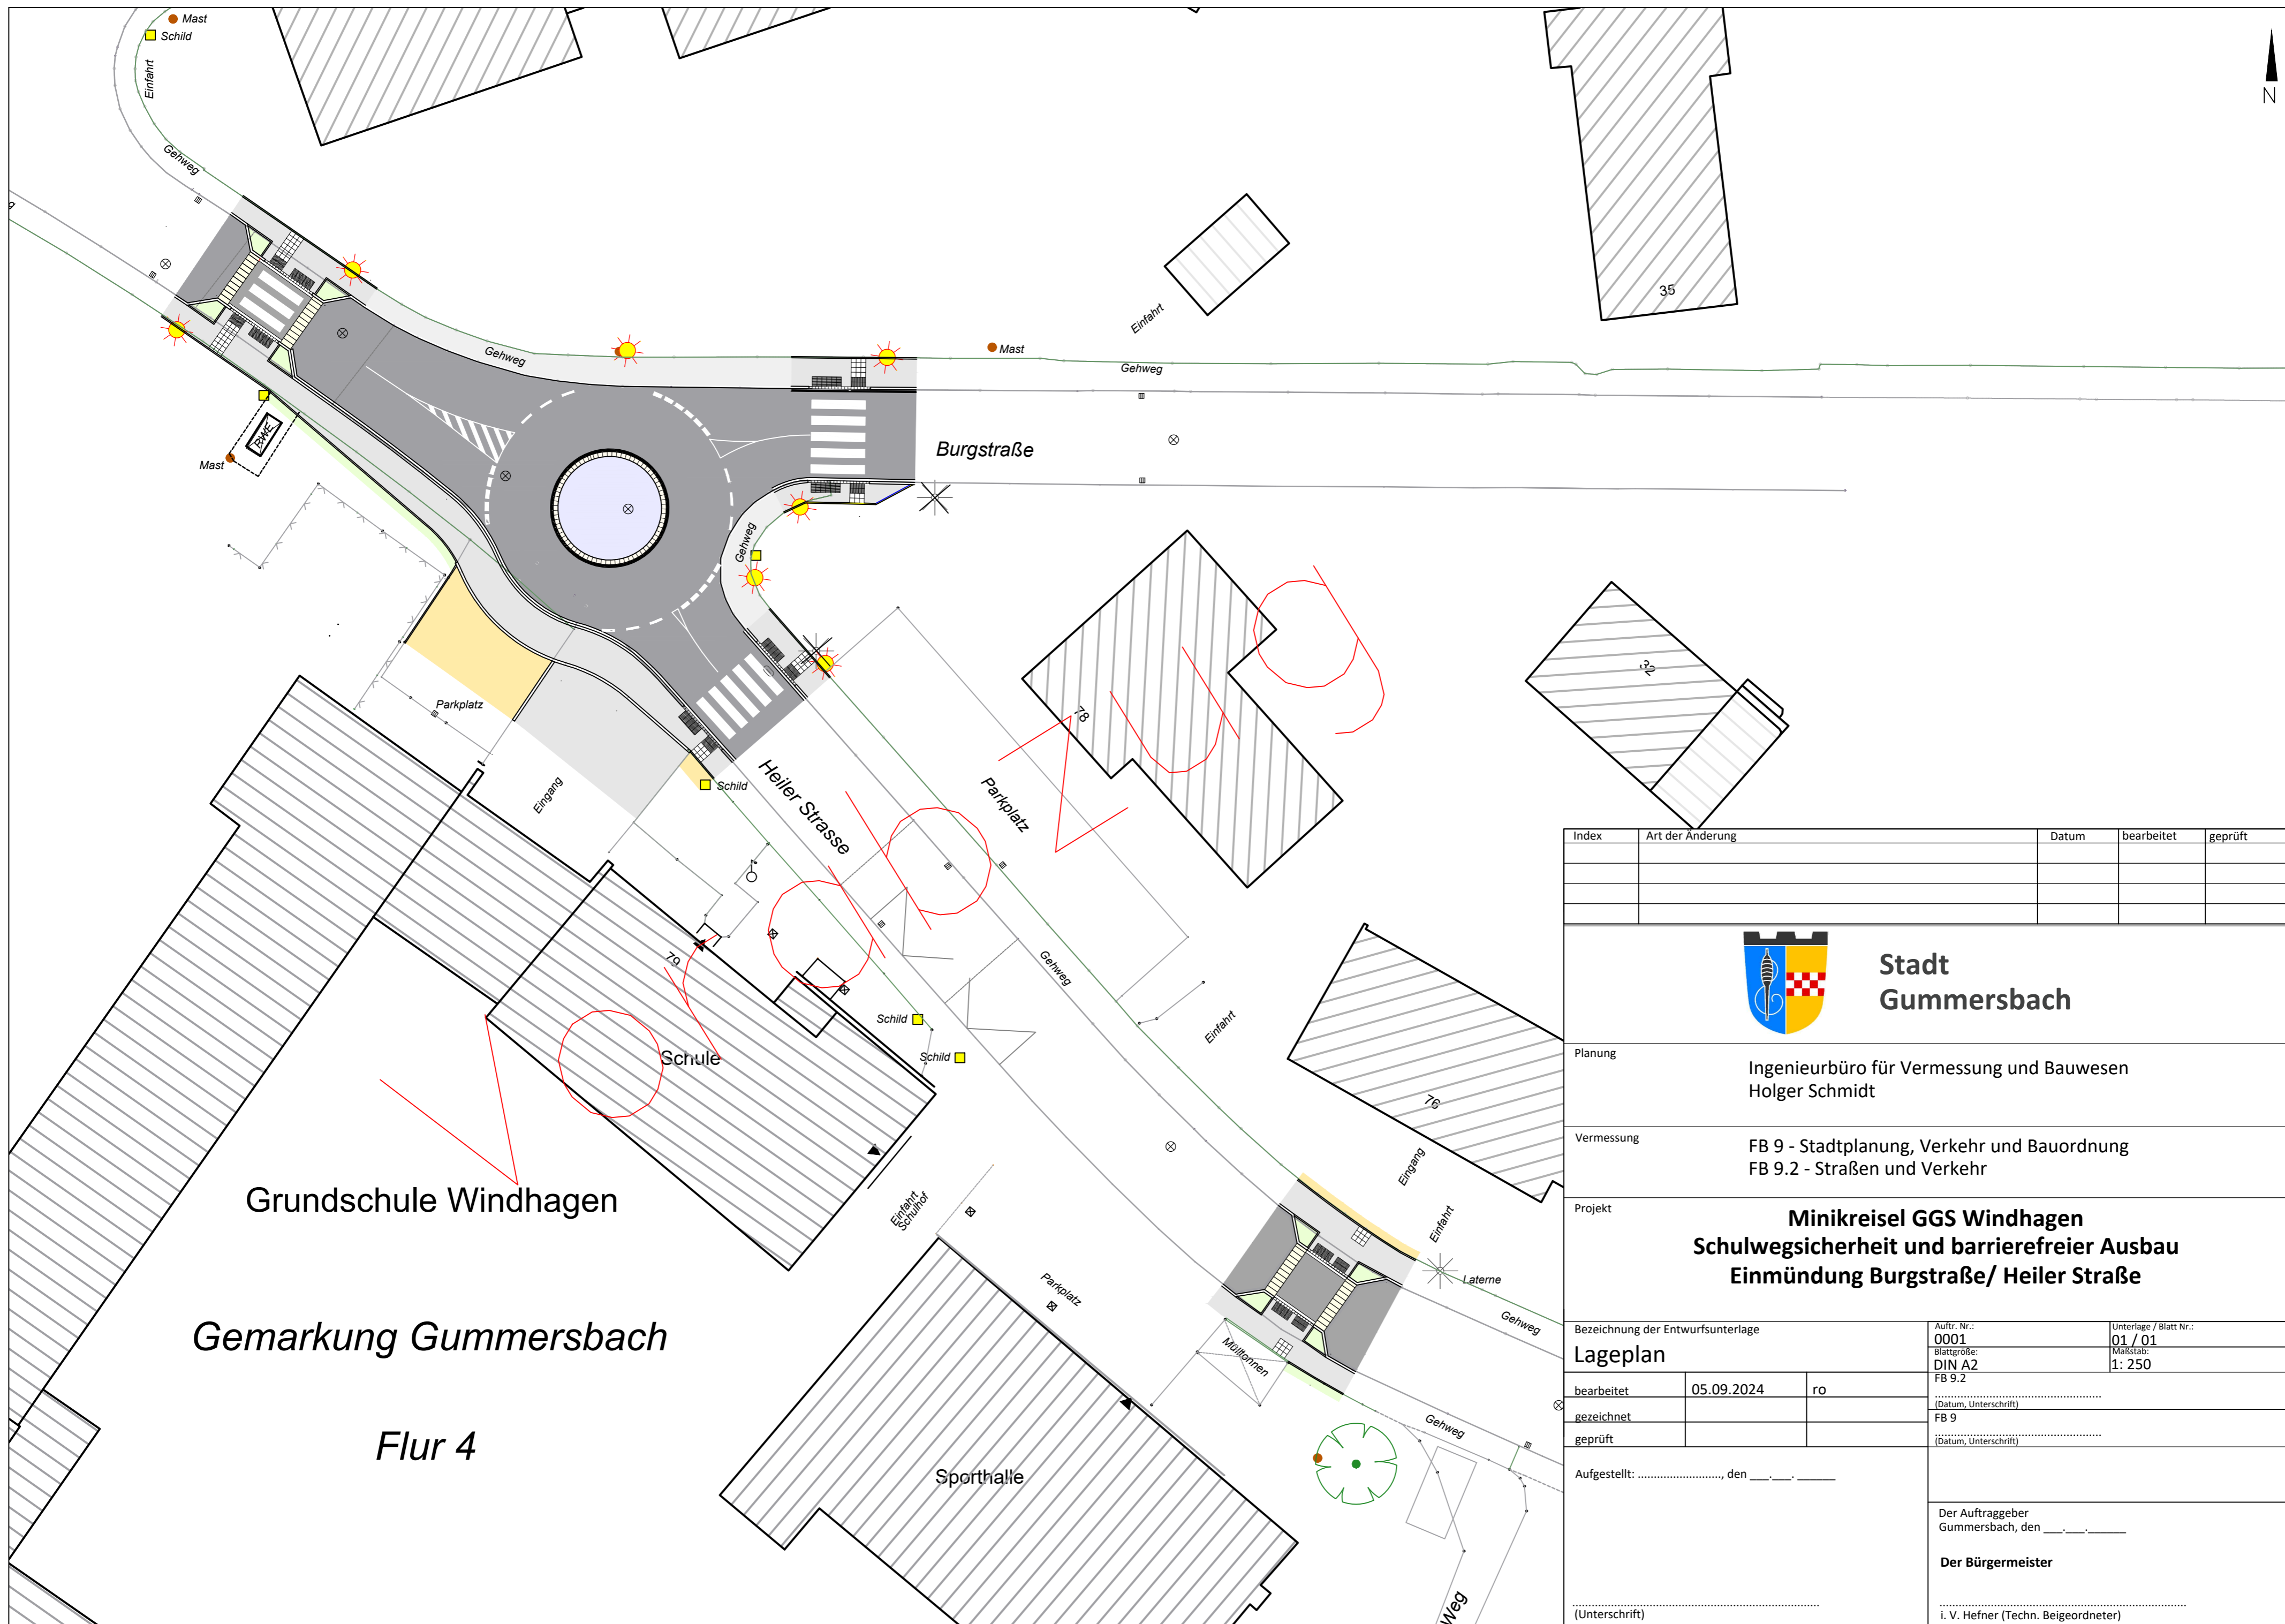 Mast
Schild
Einfahrt
Gehweg
g
N
35
Einfahrt
Mast
Gehweg
Gehweg
Burgstraße
RWE
Mast
Gehweg
Parkplatz
Eingang
Schild
Heiler Strasse
Parkplatz
78
32
79
Schule
Schild
Schild
Gehweg
Einfahrt
76
Eingang
Einfahrt
Laterne
Gehweg
Grundschule Windhagen
Einfahrt
Schulhof
Parkplatz
Mülltonnen
Gehweg
Gemarkung Gummersbach
Flur 4
Sporthalle
Weg
Vorabzug
Index Art der Änderung Datum bearbeitet geprüft
Stadt
Gummersbach
Planung
Ingenieurbüro für Vermessung und Bauwesen
Holger Schmidt
Vermessung
FB 9 - Stadtplanung, Verkehr und Bauordnung
FB 9.2 - Straßen und Verkehr
Projekt
Minikreisel GGS Windhagen
Schulwegsicherheit und barrierefreier Ausbau
Einmündung Burgstraße/ Heiler Straße
Bezeichnung der Entwurfsunterlage
Lageplan
Auftr. Nr.: Unterlage / Blatt Nr.:
0001 01 / 01
Blattgröße: Maßstab:
DIN A2 1: 250
bearbeitet 05.09.2024 ro
gezeichnet
geprüft
FB 9.2
(Datum, Unterschrift)
FB 9
(Datum, Unterschrift)
Aufgestellt: .........................., den ___.___. ______
(Unterschrift)
Der Auftraggeber
Gummersbach, den ___.___.______
Der Bürgermeister
i. V. Hefner (Techn. Beigeordneter)